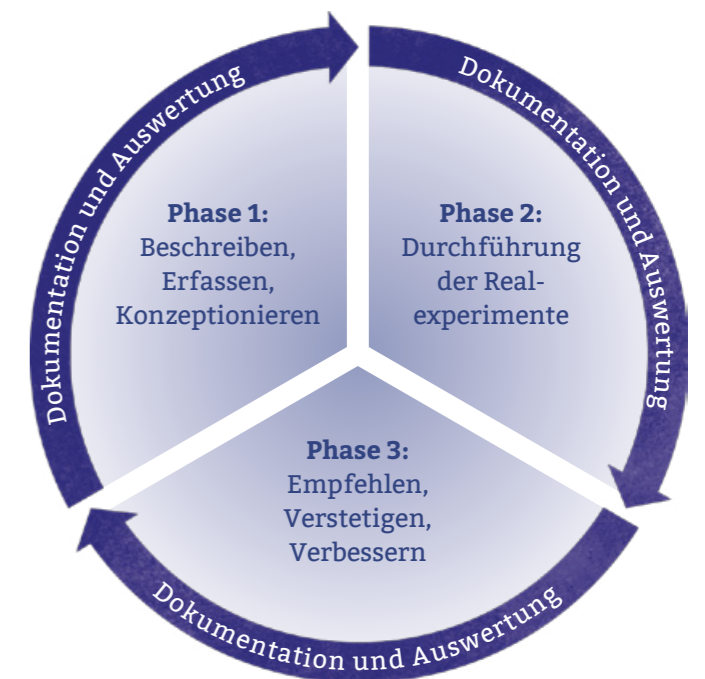 Dokumentation und Auswertung
Dokumentation und Auswertung
Phase 1:
Beschreiben,
Erfassen,
Konzeptionieren
Phase 2:
Durchführung
der Real-
experimente
Phase 3:
Empfehlen,
Verstetigen,
Verbessern
Dokumentation und Auswertung